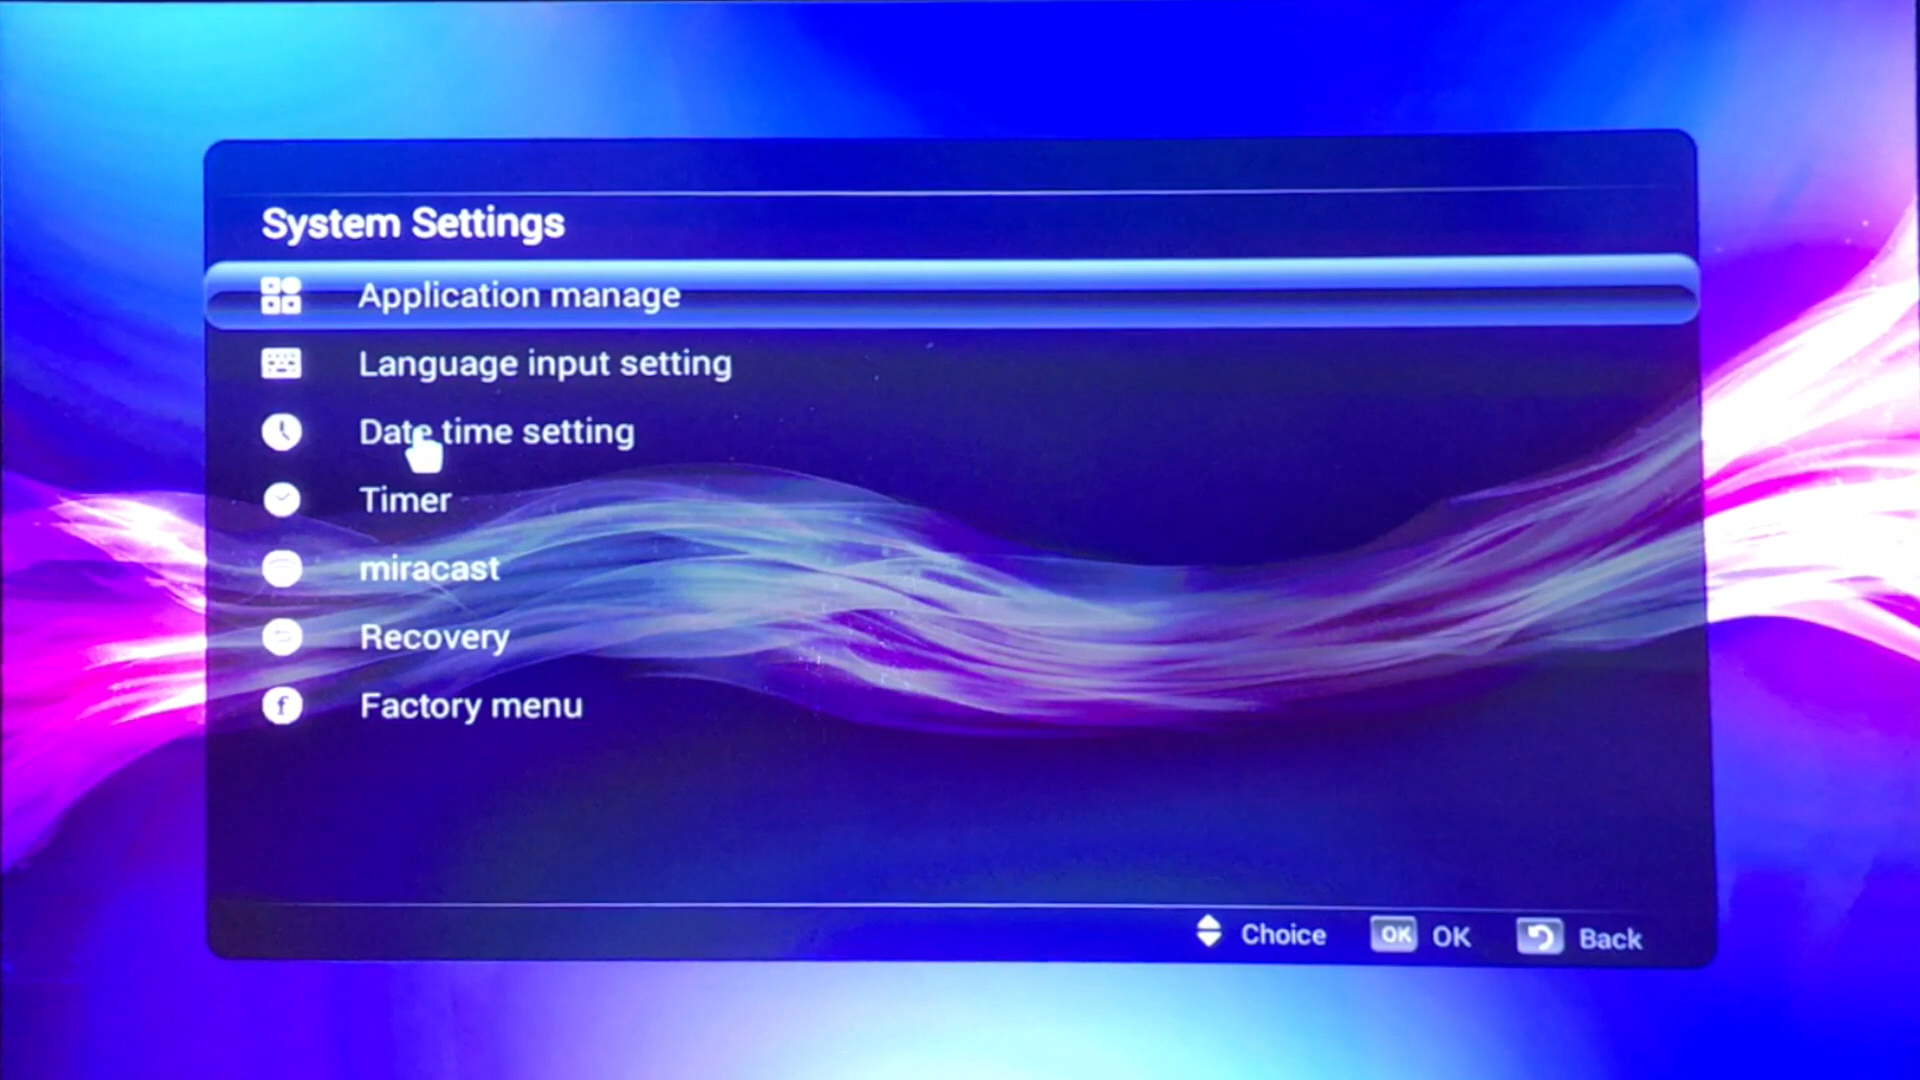 System Settings
Application manage
Language input setting
Date time setting
Timer
miracast
Recovery
f Factory menu
Choice OK OK Back